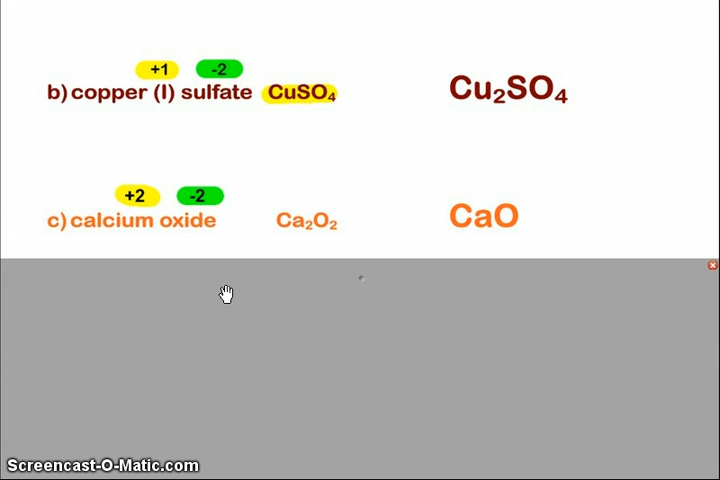 +1 -2
b) copper (I) sulfate CuSO₄ Cu₂SO₄
+2 -2
c) calcium oxide Ca₂O₂ CaO
Screencast-O-Matic.com